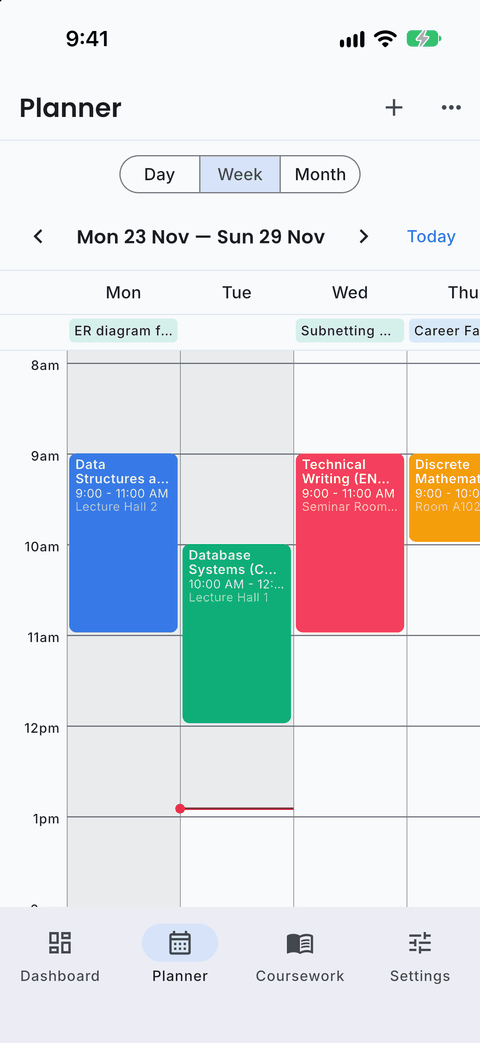 9:41
Planner
Day Week Month
Mon 23 Nov — Sun 29 Nov Today
Mon Tue Wed Thu
ER diagram f... Subnetting ... Career Fa
8am
9am
Data
Structures a...
9:00 - 11:00 AM
Lecture Hall 2
Technical
Writing (EN...
9:00 - 11:00 AM
Seminar Room...
Discrete
Mathemat
9:00 - 10:0
Room A102
10am
Database
Systems (C...
10:00 AM - 12:...
Lecture Hall 1
11am
12pm
1pm
Dashboard Planner Coursework Settings